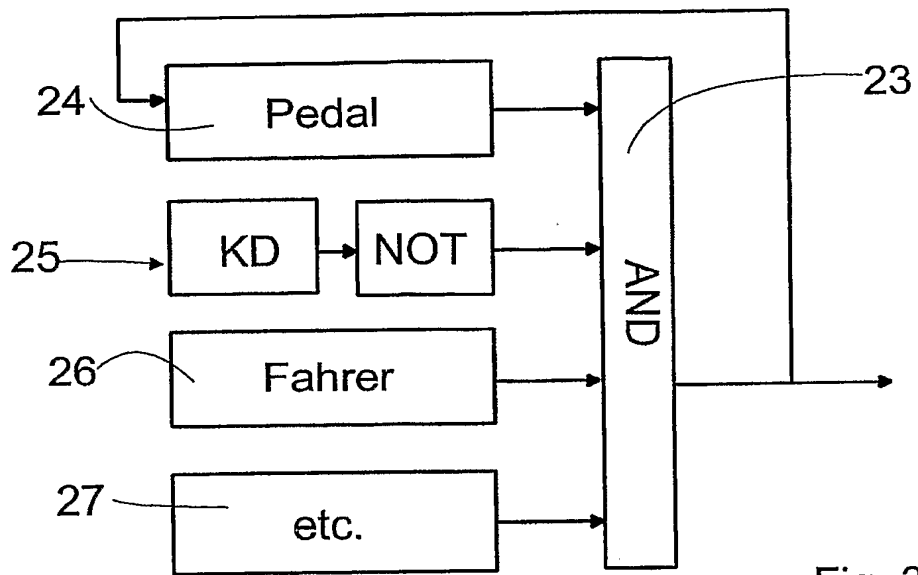 24
Pedal
23
25
KD
NOT
AND
26
Fahrer
27
etc.
Fig.